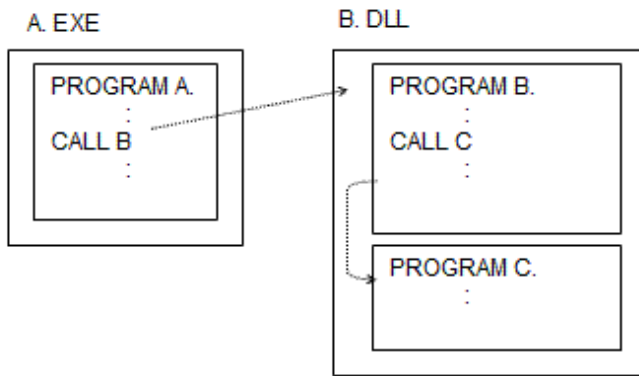 A. EXE
PROGRAM A.
:
CALL B
:
B. DLL
PROGRAM B.
:
CALL C
:
PROGRAM C.
: